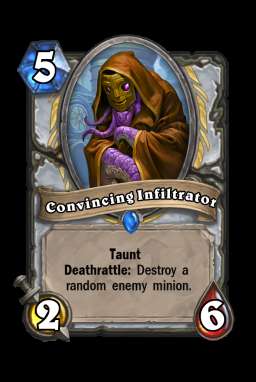 5
Convincing Infiltrator
Taunt
Deathrattle: Destroy a
random enemy minion.
2
6